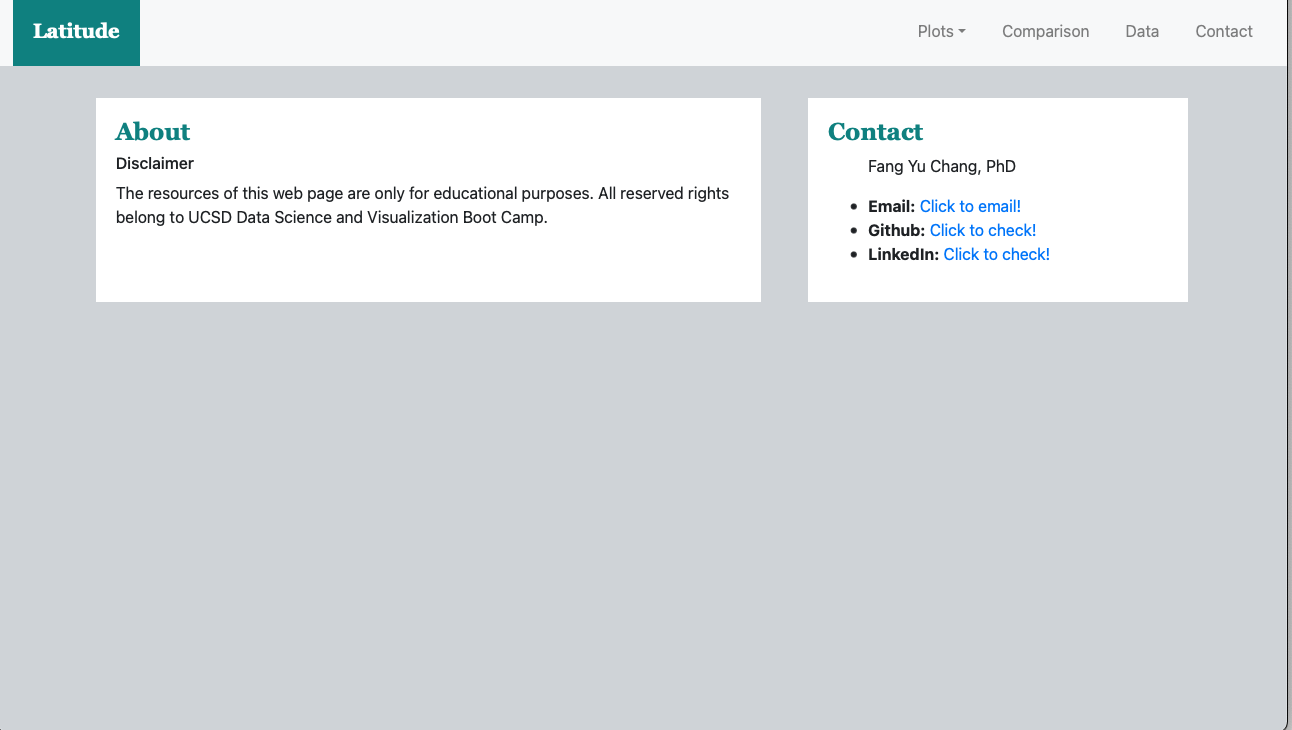 Latitude
Plots
Comparison
Data
Contact
About
Disclaimer
The resources of this web page are only for educational purposes. All reserved rights
belong to UCSD Data Science and Visualization Boot Camp.
Contact
Fang Yu Chang, PhD
• Email: Click to email!
• Github: Click to check!
• LinkedIn: Click to check!